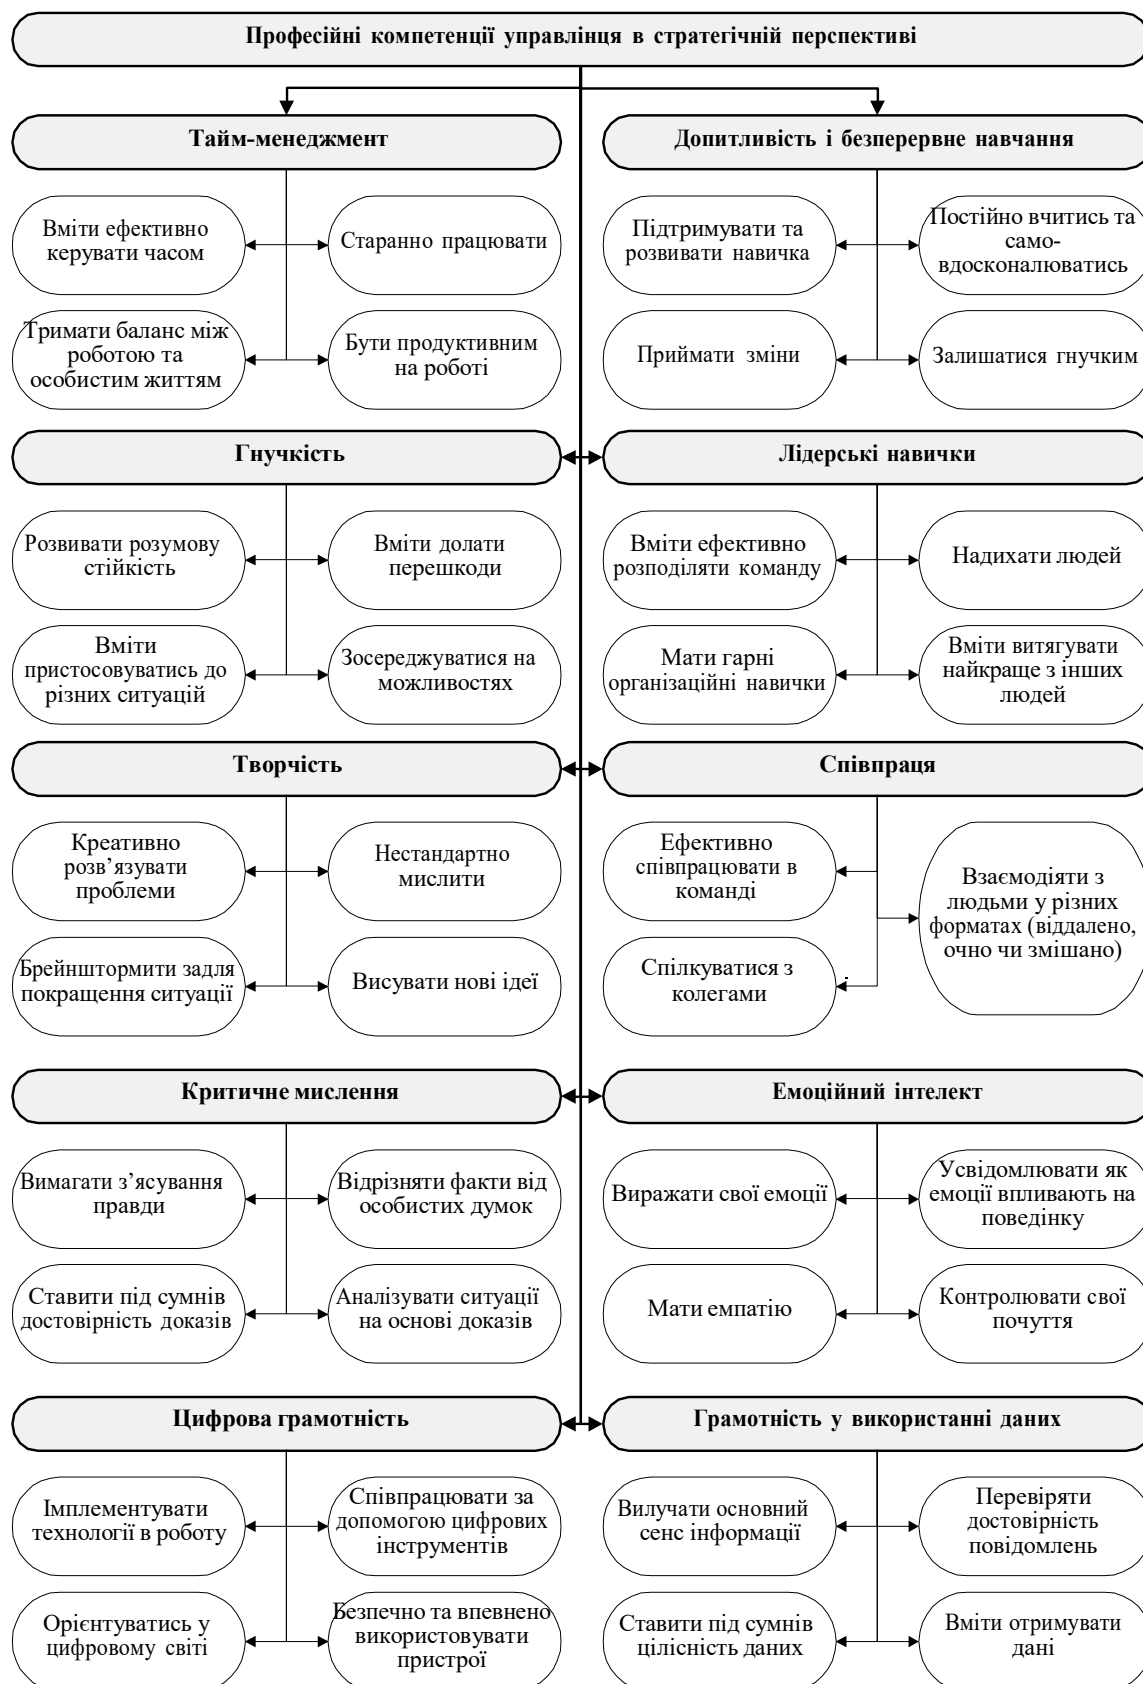 Професійні компетенції управлінця в стратегічній перспективі
Тайм-менеджмент
Допитливість і безперервне навчання
Вміти ефективно
керувати часом
Старанно працювати
Підтримувати та
розвивати навичка
Постійно вчитись та
само-
вдосконалюватись
Тримати баланс між
роботою та
особистим життям
Бути продуктивним
на роботі
Приймати зміни
Залишатися гнучким
Гнучкість
Лідерські навички
Розвивати розумову
стійкість
Вміти долати
перешкоди
Вміти ефективно
розподіляти команду
Надихати людей
Вміти
пристосовуватись до
різних ситуацій
Зосереджуватися на
можливостях
Мати гарні
організаційні навички
Вміти витягувати
найкраще з інших
людей
Творчість
Співпраця
Креативно
розв’язувати
проблеми
Нестандартно
мислити
Ефективно
співпрацювати в
команді
Взаємодіяти з
людьми у різних
форматах (віддалено,
очно чи змішано)
Брейнштормити задля
покращення ситуації
Висувати нові ідеї
Спілкуватися з
колегами
Критичне мислення
Емоційний інтелект
Вимагати з’ясування
правди
Відрізняти факти від
особистих думок
Виражати свої емоції
Усвідомлювати як
емоції впливають на
поведінку
Ставити під сумнів
достовірність доказів
Аналізувати ситуації
на основі доказів
Мати емпатію
Контролювати свої
почуття
Цифрова грамотність
Грамотність у використанні даних
Імплементувати
технології в роботу
Співпрацювати за
допомогою цифрових
інструментів
Вилучати основний
сенс інформації
Перевіряти
достовірність
повідомлень
Орієнтуватись у
цифровому світі
Безпечно та впевнено
використовувати
пристрої
Ставити під сумнів
цілісність даних
Вміти отримувати
дані